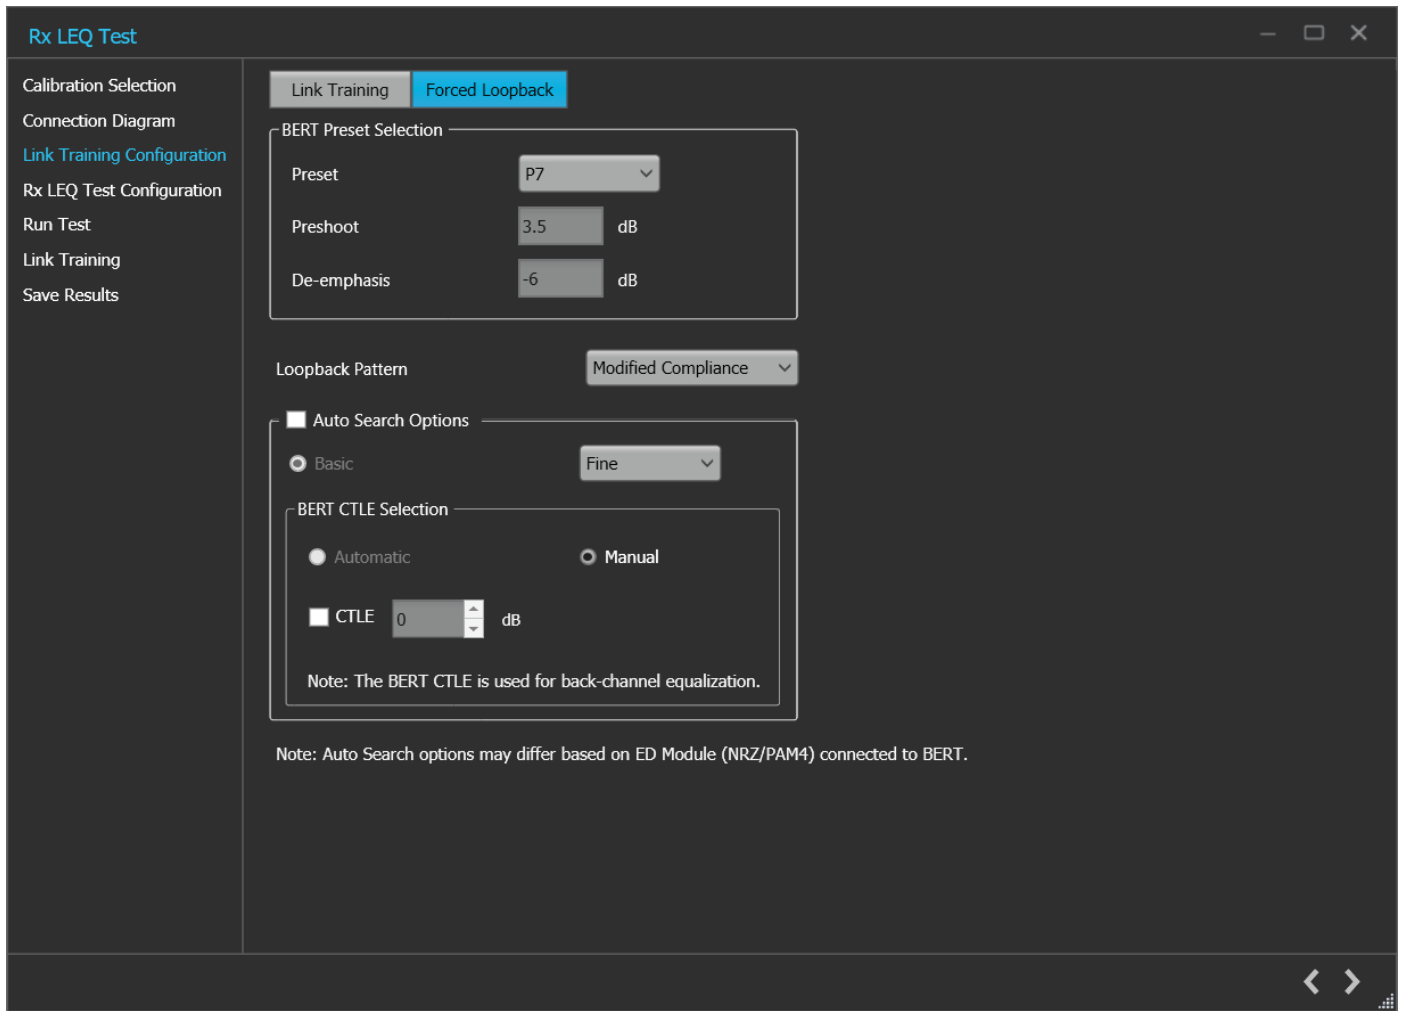 Rx LEQ Test
Calibration Selection
Connection Diagram
Link Training Configuration
Rx LEQ Test Configuration
Run Test
Link Training
Save Results
Link Training
Forced Loopback
BERT Preset Selection
Preset
P7
Preshoot
3.5
dB
De-emphasis
-6
dB
Loopback Pattern
Modified Compliance
Auto Search Options
Basic
Fine
BERT CTLE Selection
Automatic
Manual
CTLE
0
dB
Note: The BERT CTLE is used for back-channel equalization.
Note: Auto Search options may differ based on ED Module (NRZ/PAM4) connected to BERT.